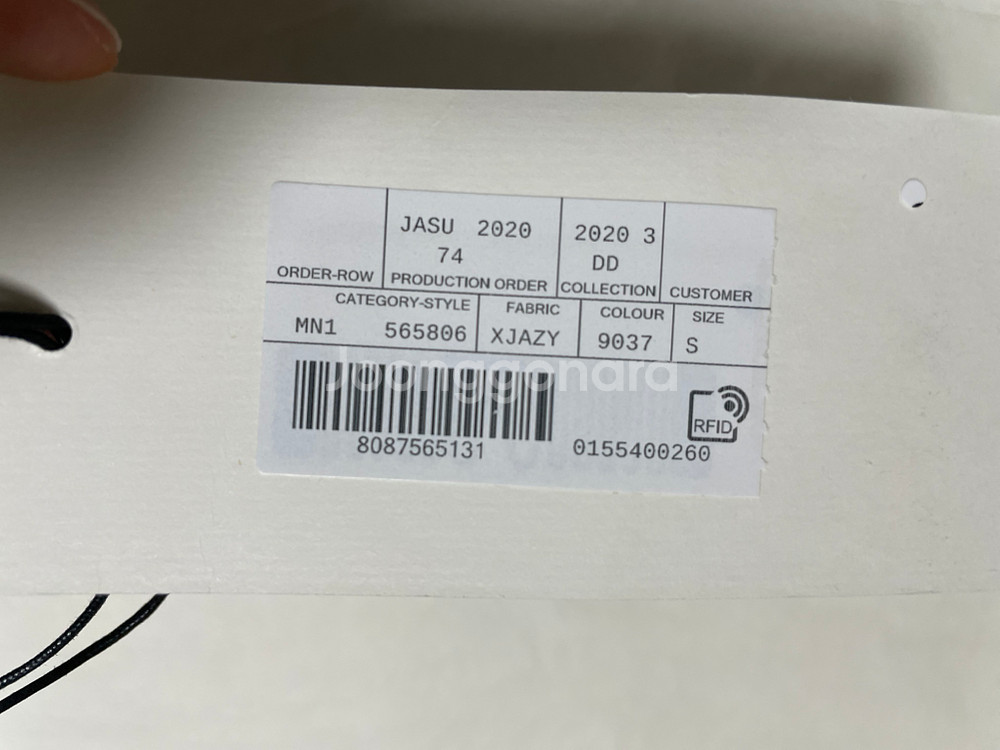 JASU 2020
74
2020 3
DD
ORDER-ROW
PRODUCTION ORDER
COLLECTION
CUSTOMER
CATEGORY-STYLE
FABRIC
COLOUR
SIZE
MN1 565806
XJAZY
9037
S
Joonggonara
RFID
8087565131
0155400260